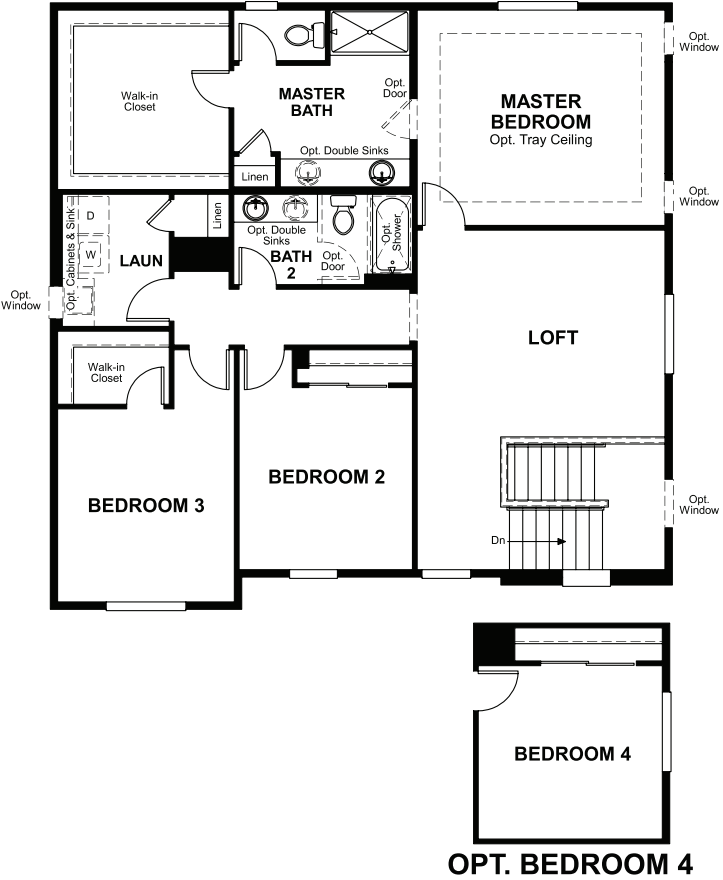 Opt.
Window
Walk-in
Closet
MASTER
BATH
Opt.
Door
MASTER
BEDROOM
Opt. Tray Ceiling
Opt. Double Sinks
Linen
Opt.
Window
Opt. Cabinets & Sink
D
W
LAUN
Linen
Opt. Double
Sinks
BATH
2
Opt.
Door
Opt.
Shower
Opt.
Window
LOFT
Walk-in
Closet
BEDROOM 3
BEDROOM 2
Opt.
Window
Dn
BEDROOM 4
OPT. BEDROOM 4